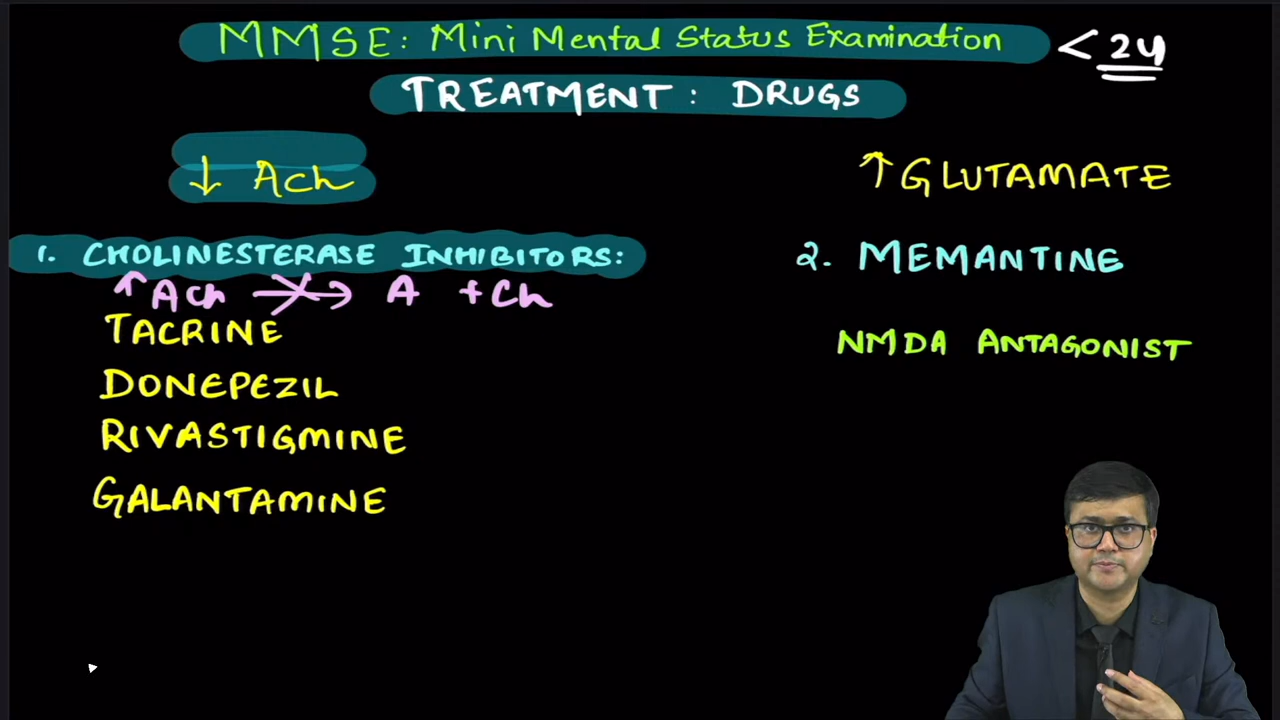 MMSE: Mini Mental Status Examination < 24
TREATMENT: DRUGS
↓ Ach
↑ GLUTAMATE
1. CHOLINESTERASE INHIBITORS:
↑ Ach → A + Ch
TACRINE
DONEPEZIL
RIVASTIGMINE
GALANTAMINE
2. MEMANTINE
NMDA ANTAGONIST